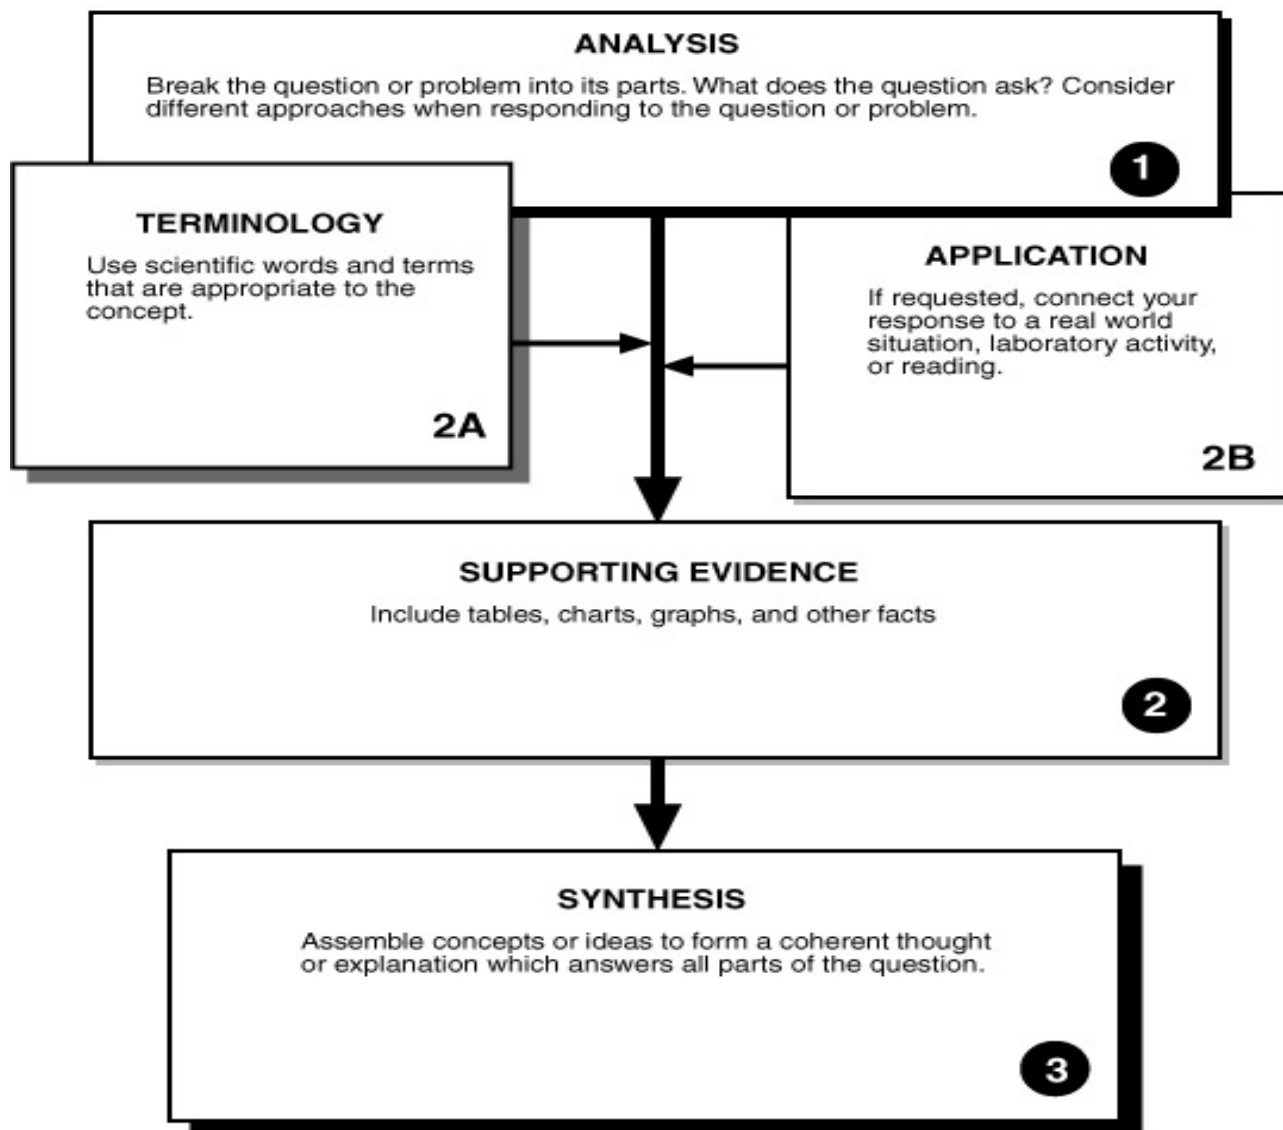 ANALYSIS
Break the question or problem into its parts. What does the question ask? Consider
different approaches when responding to the question or problem.
1
TERMINOLOGY
Use scientific words and terms
that are appropriate to the
concept.
2A
APPLICATION
If requested, connect your
response to a real world
situation, laboratory activity,
or reading.
2B
SUPPORTING EVIDENCE
Include tables, charts, graphs, and other facts
2
SYNTHESIS
Assemble concepts or ideas to form a coherent thought
or explanation which answers all parts of the question.
3